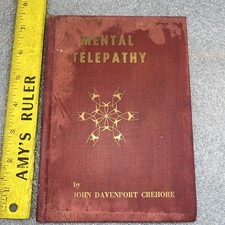 AMY'S RULER
MENTAL
TELEPATHY
by
JOHN DAVENPORT CREHORE